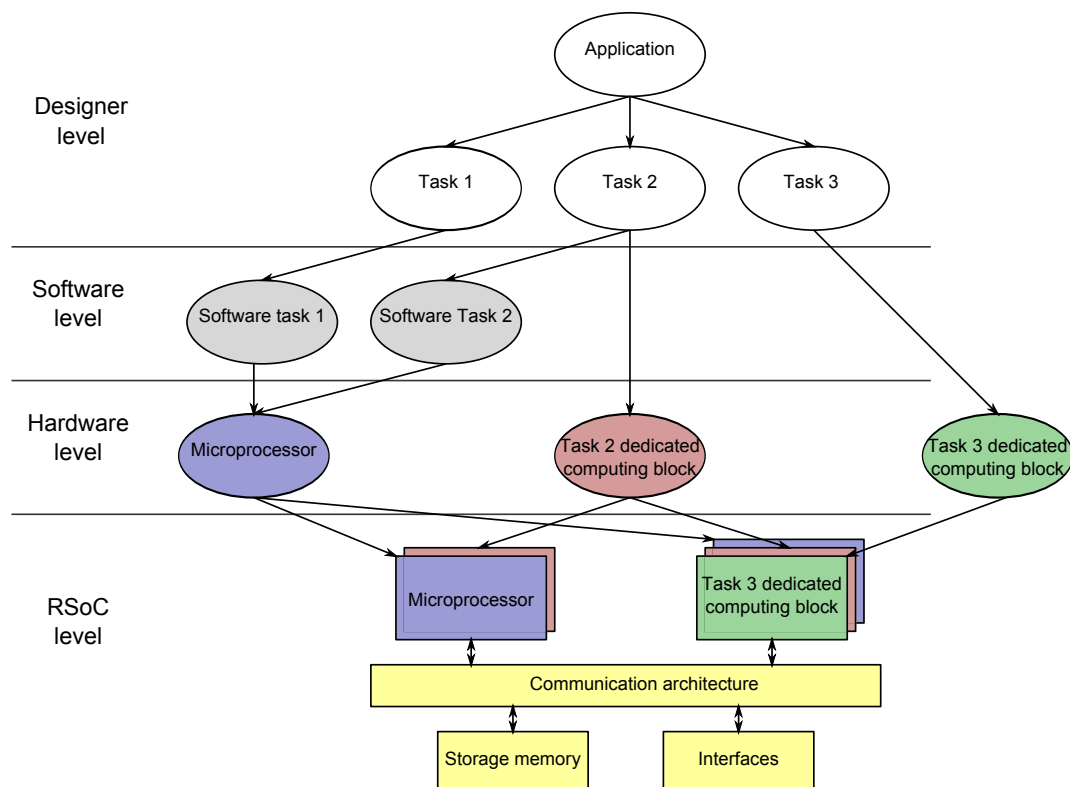 Application
Designer
level
Task 1
Task 2
Task 3
Software
level
Software task 1
Software Task 2
Hardware
level
Microprocessor
Task 2 dedicated
computing block
Task 3 dedicated
computing block
RSoC
level
Microprocessor
Task 3 dedicated
computing block
Communication architecture
Storage memory
Interfaces